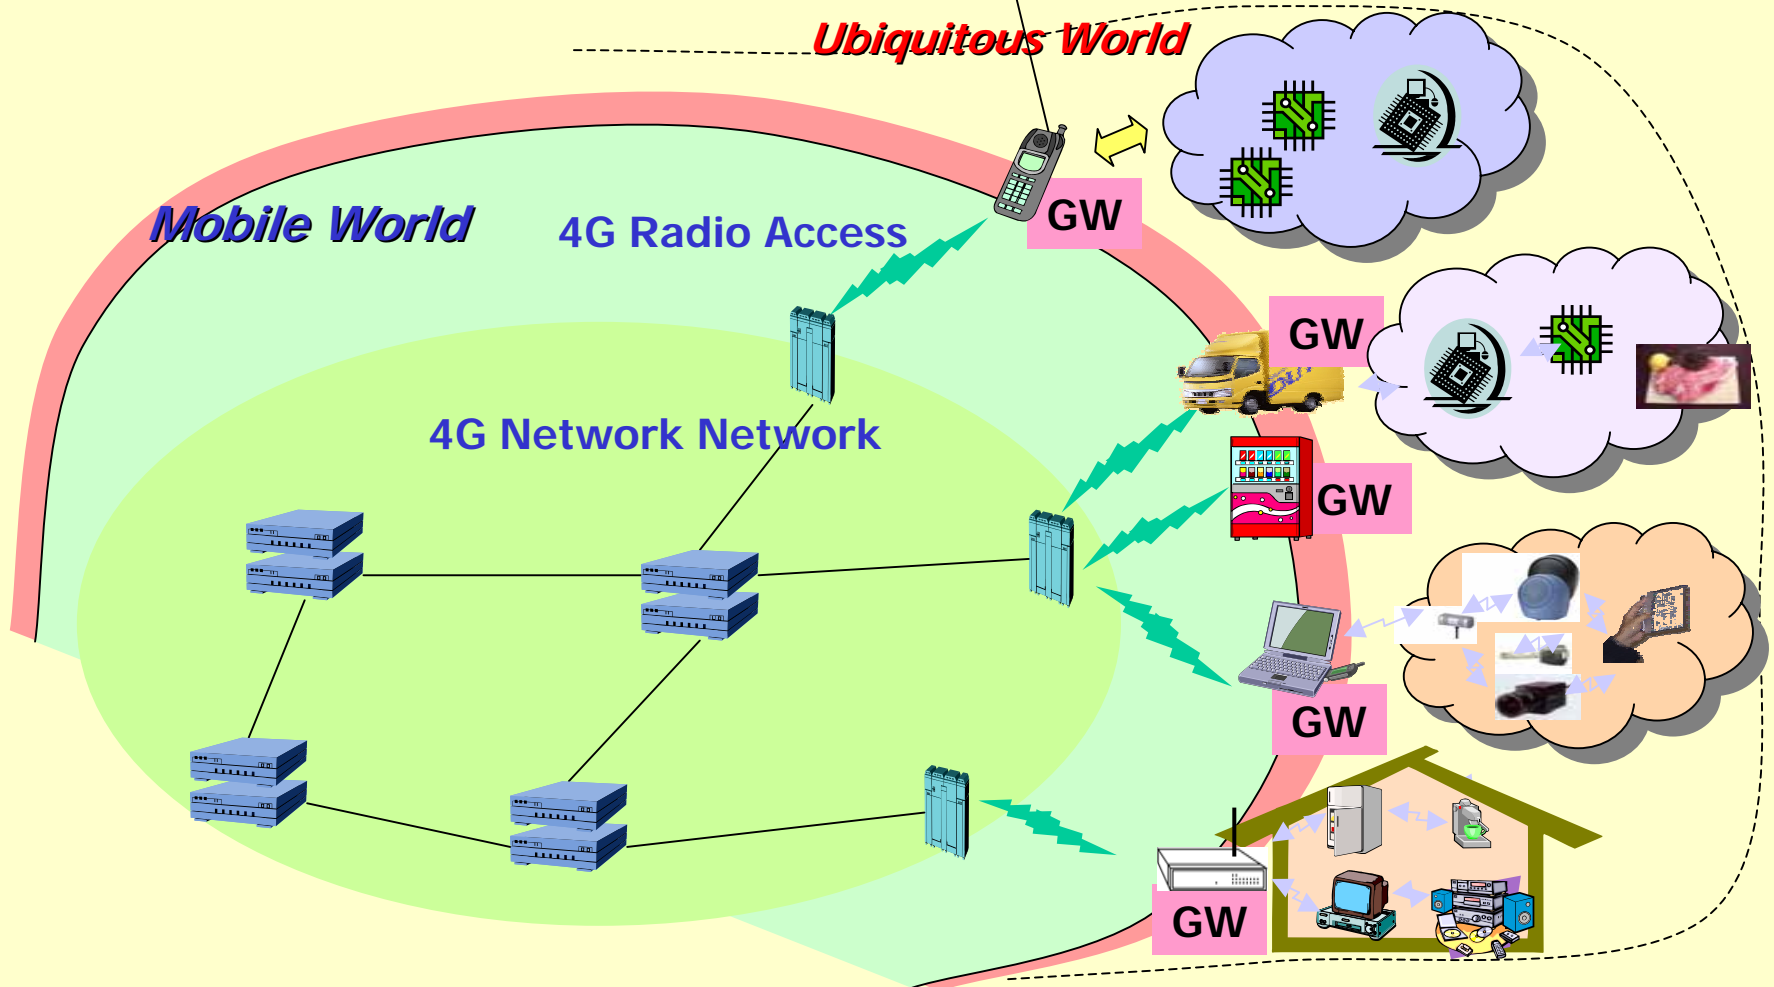 Ubiquitous World
Mobile World
4G Radio Access
GW
GW
4G Network Network
GW
GW
GW